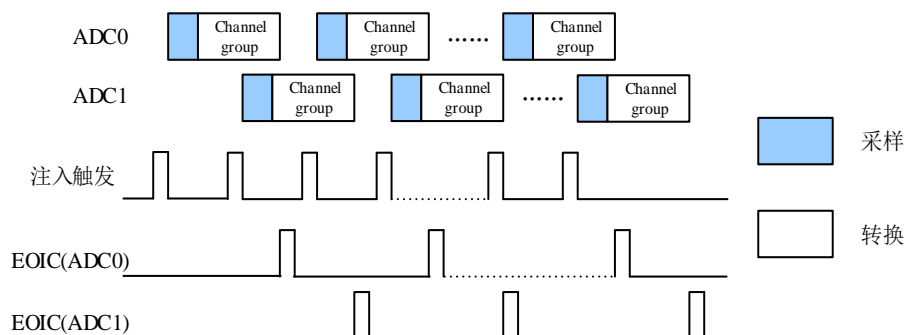 ADC0
Channel
group
Channel
group
……
Channel
group
ADC1
Channel
group
Channel
group
……
Channel
group
采样
注入触发
转换
EOIC(ADC0)
EOIC(ADC1)